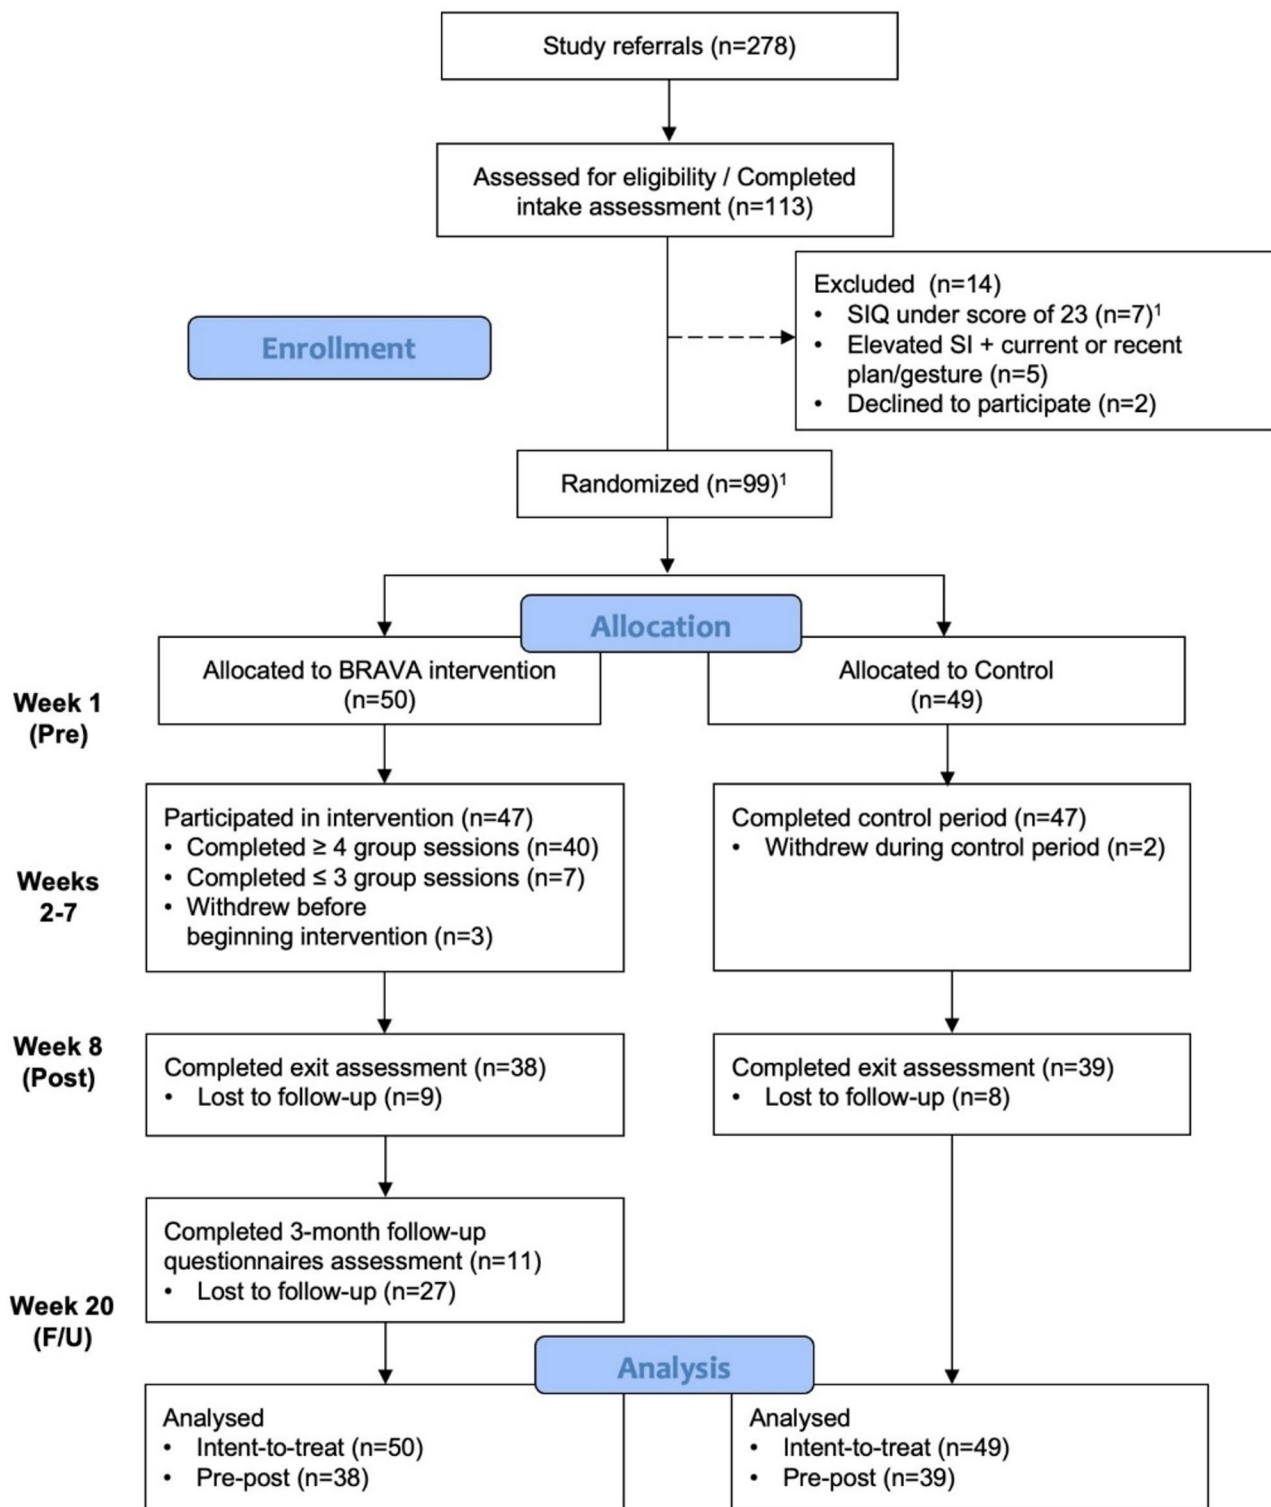 Study referrals (n=278)
Assessed for eligibility / Completed
intake assessment (n=113)
Excluded (n=14)
• SIQ under score of 23 (n=7)¹
• Elevated SI + current or recent
plan/gesture (n=5)
• Declined to participate (n=2)
Enrollment
Randomized (n=99)¹
Allocation
Week 1
(Pre)
Allocated to BRAVA intervention
(n=50)
Allocated to Control
(n=49)
Weeks
2-7
Participated in intervention (n=47)
• Completed ≥ 4 group sessions (n=40)
• Completed ≤ 3 group sessions (n=7)
• Withdrew before
beginning intervention (n=3)
Completed control period (n=47)
• Withdrew during control period (n=2)
Week 8
(Post)
Completed exit assessment (n=38)
• Lost to follow-up (n=9)
Completed exit assessment (n=39)
• Lost to follow-up (n=8)
Week 20
(F/U)
Completed 3-month follow-up
questionnaires assessment (n=11)
• Lost to follow-up (n=27)
Analysis
Analysed
• Intent-to-treat (n=50)
• Pre-post (n=38)
Analysed
• Intent-to-treat (n=49)
• Pre-post (n=39)